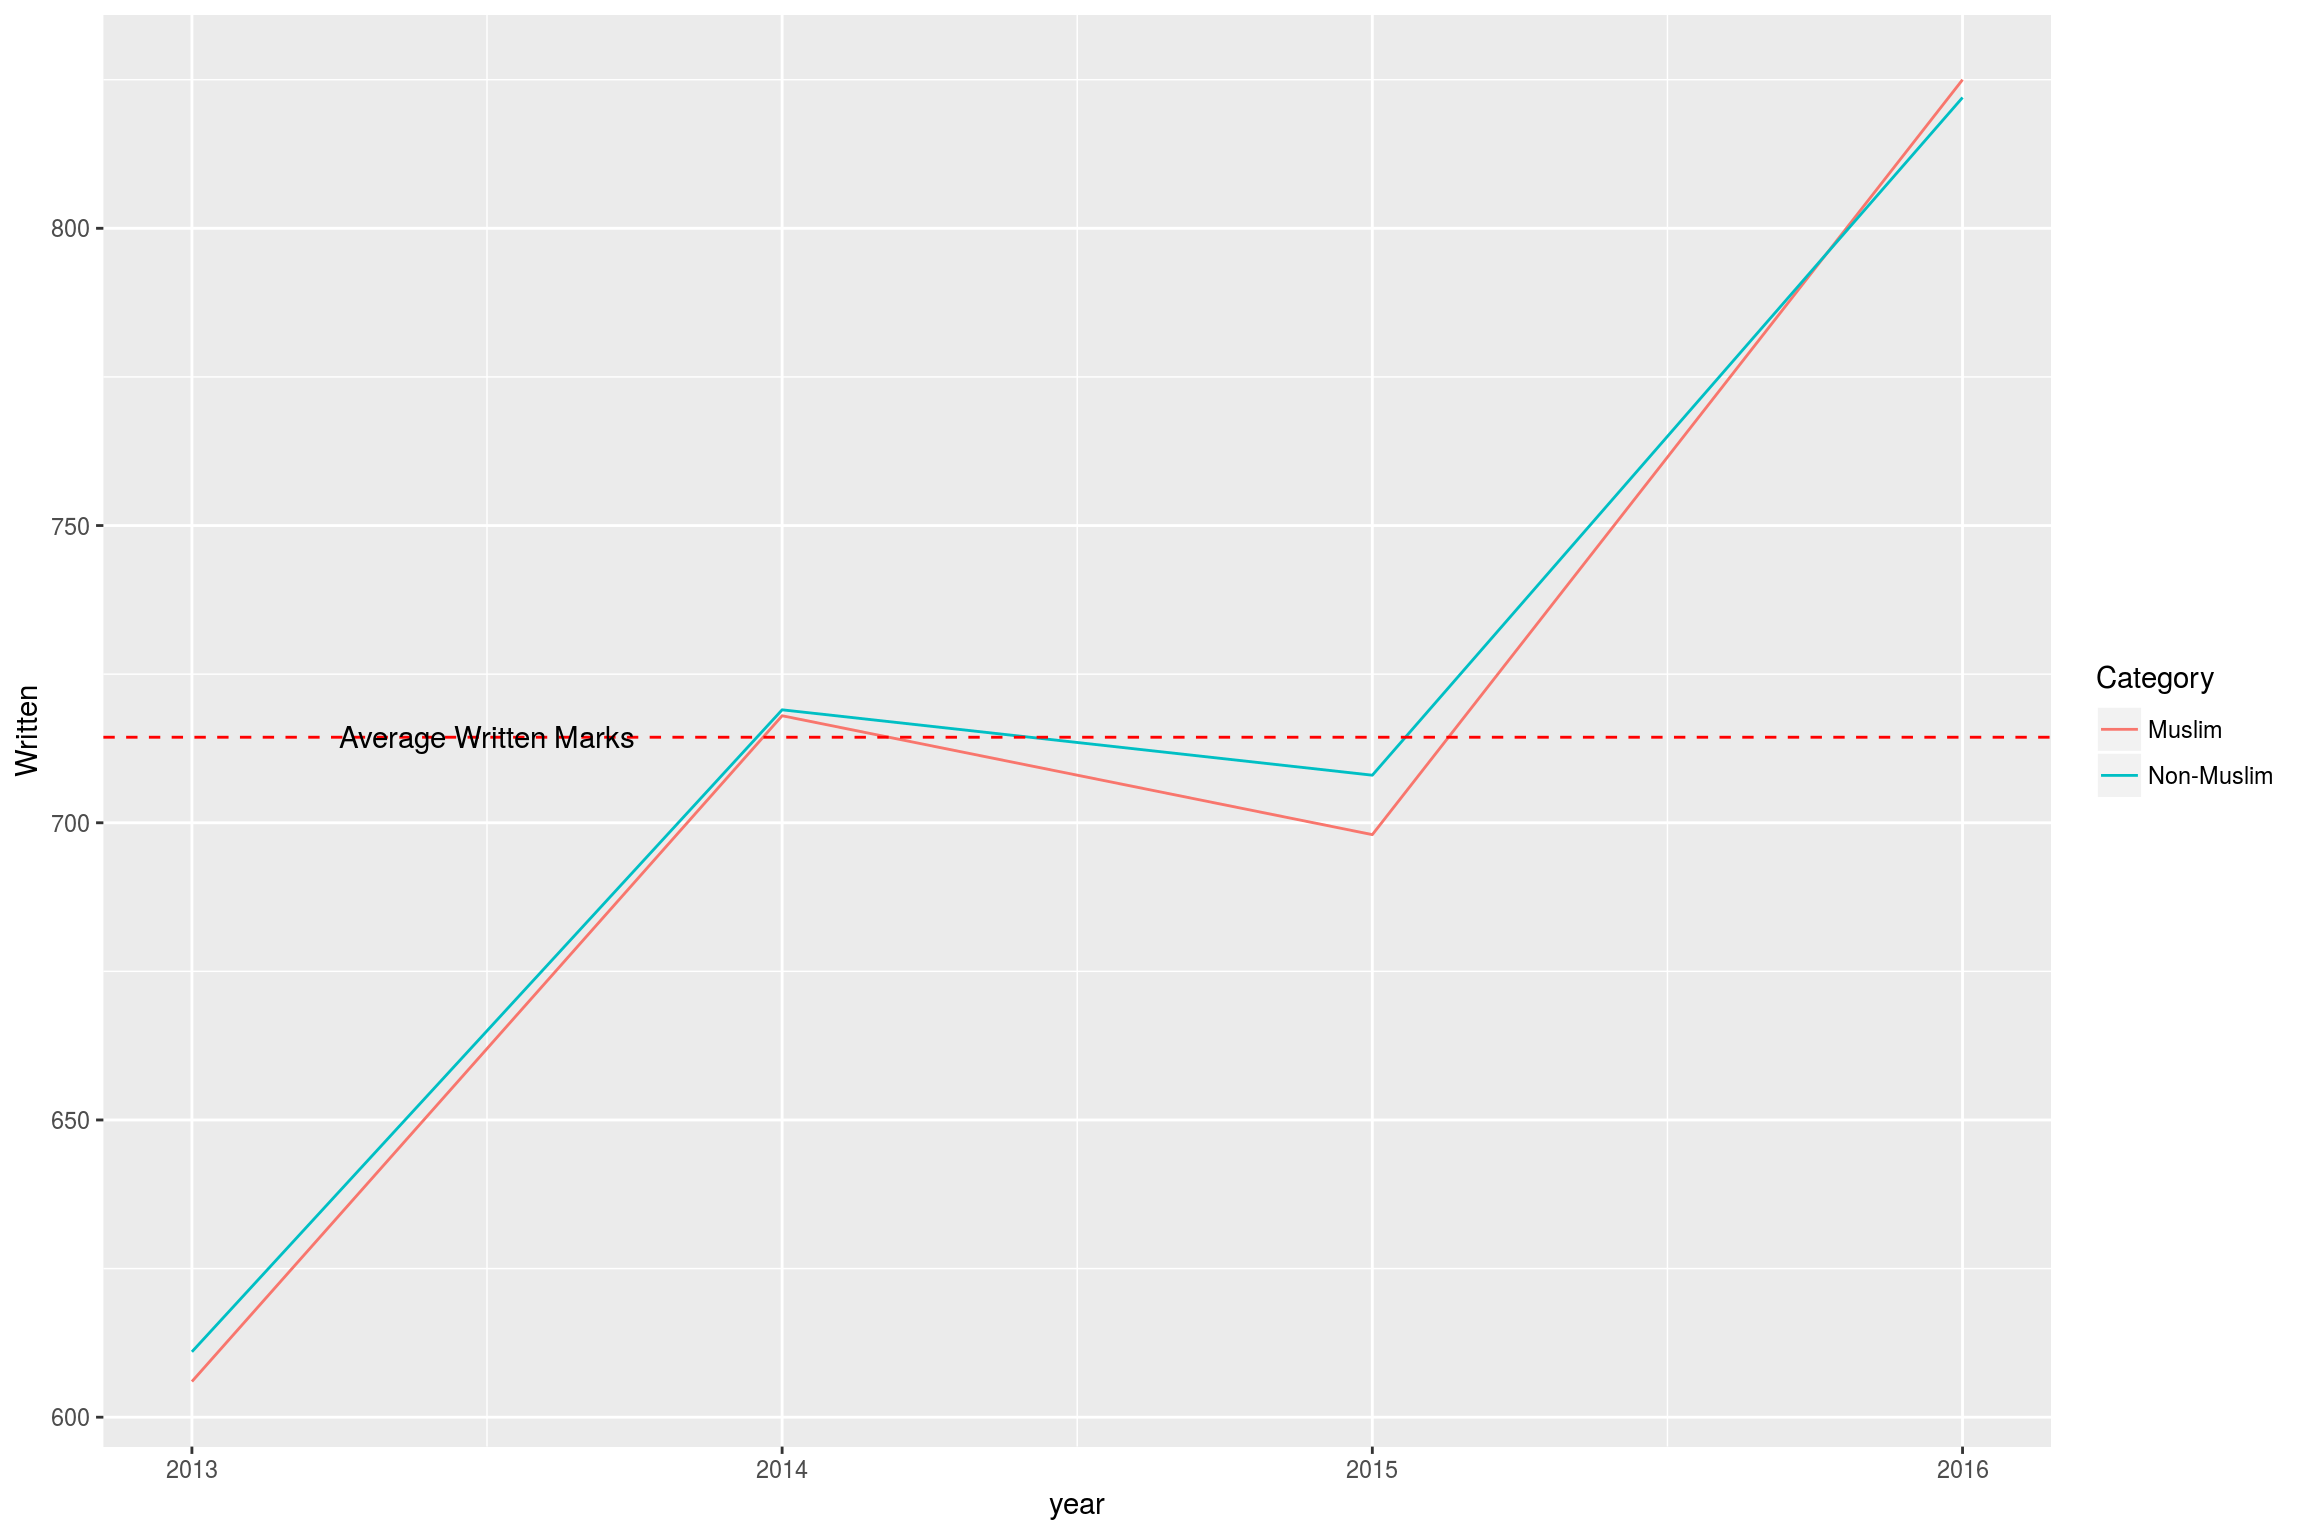 800
750
700
650
600
Written
Average Written Marks
2013 2014 2015 2016
year
Category
Muslim
Non-Muslim